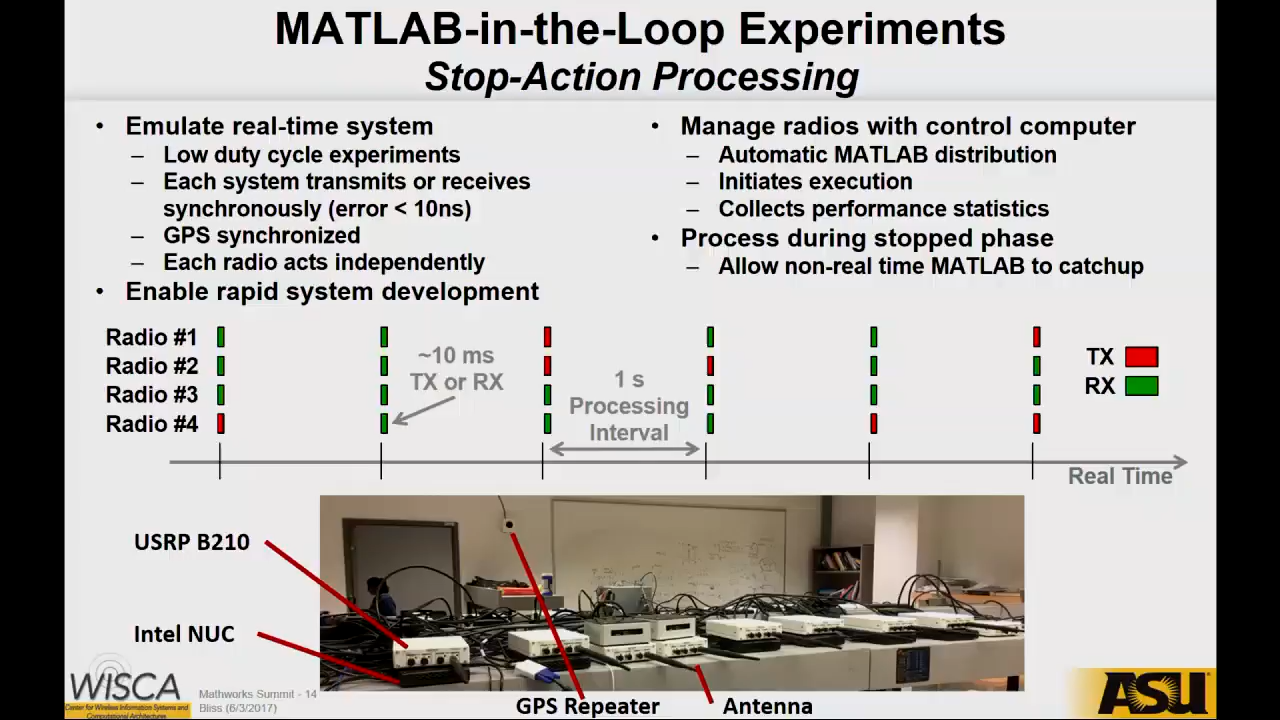 MATLAB-in-the-Loop Experiments
Stop-Action Processing
• Emulate real-time system
– Low duty cycle experiments
– Each system transmits or receives
synchronously (error < 10ns)
– GPS synchronized
– Each radio acts independently
• Enable rapid system development
• Manage radios with control computer
– Automatic MATLAB distribution
– Initiates execution
– Collects performance statistics
• Process during stopped phase
– Allow non-real time MATLAB to catchup
Radio #1
Radio #2
Radio #3
Radio #4
~10 ms
TX or RX
1 s
Processing
Interval
TX
RX
Real Time
USRP B210
Intel NUC
GPS Repeater
Antenna
WISCA
Center for Wireless Information Systems and
Computational Architectures
Mathworks Summit - 14
Bliss (6/3/2017)
ASU